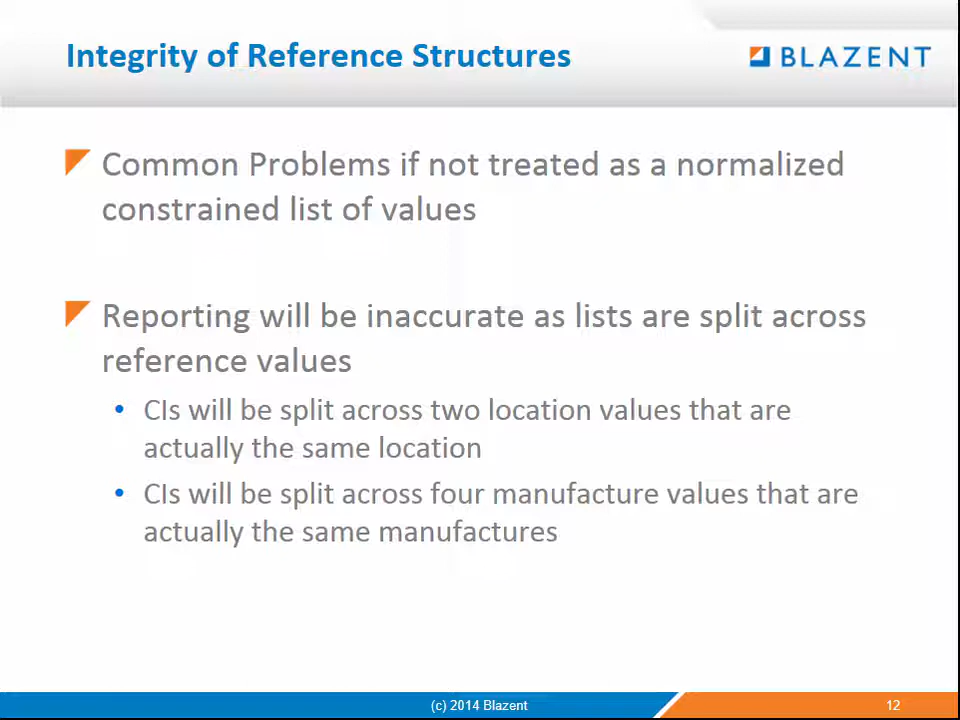 Integrity of Reference Structures
BLAZENT
Common Problems if not treated as a normalized
constrained list of values
Reporting will be inaccurate as lists are split across
reference values
• CIs will be split across two location values that are
actually the same location
• CIs will be split across four manufacture values that are
actually the same manufactures
(c) 2014 Blazent
12